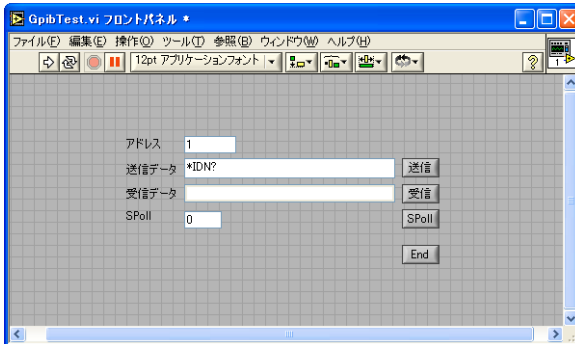 GpibTest.vi フロントパネル *
ファイル(F) 編集(E) 操作(O) ツール(T) 参照(B) ウィンドウ(W) ヘルプ(H)
12pt アプリケーションフォント
1
アドレス 1
送信データ *IDN? 送信
受信データ 受信
SPoll 0 SPoll
End